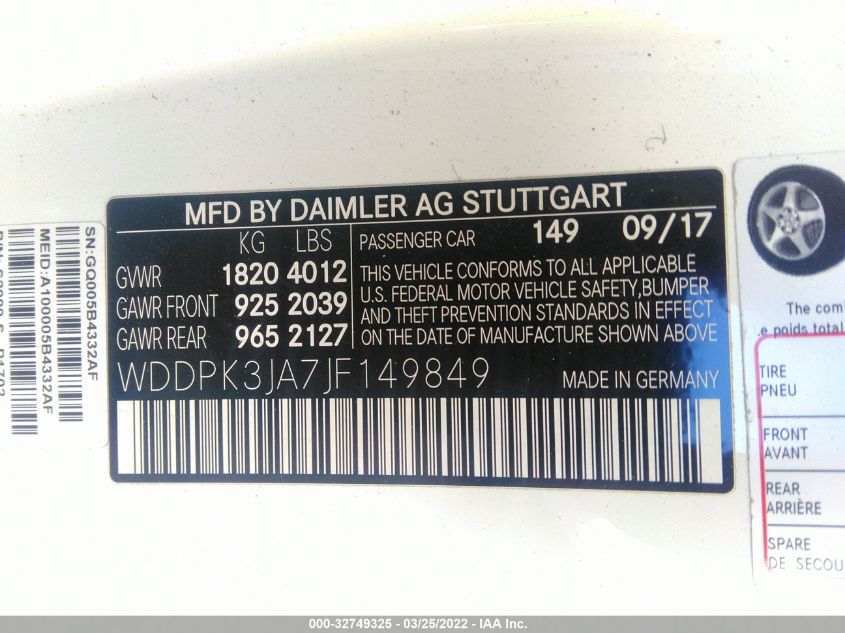 MFD BY DAIMLER AG STUTTGART
KG LBS
GVWR 1820 4012
GAWR FRONT 925 2039
GAWR REAR 965 2127
PASSENGER CAR 149 09/17
THIS VEHICLE CONFORMS TO ALL APPLICABLE
U.S. FEDERAL MOTOR VEHICLE SAFETY,BUMPER
AND THEFT PREVENTION STANDARDS IN EFFECT
ON THE DATE OF MANUFACTURE SHOWN ABOVE
WDDPK3JA7JF149849 MADE IN GERMANY
SN:GQ005B4332AF
MEID:A100005B4332AF
The comb
.e poids total
TIRE
PNEU
FRONT
AVANT
REAR
ARRIÈRE
SPARE
DE SECOU
000-32749325 - 03/25/2022 - IAA Inc.